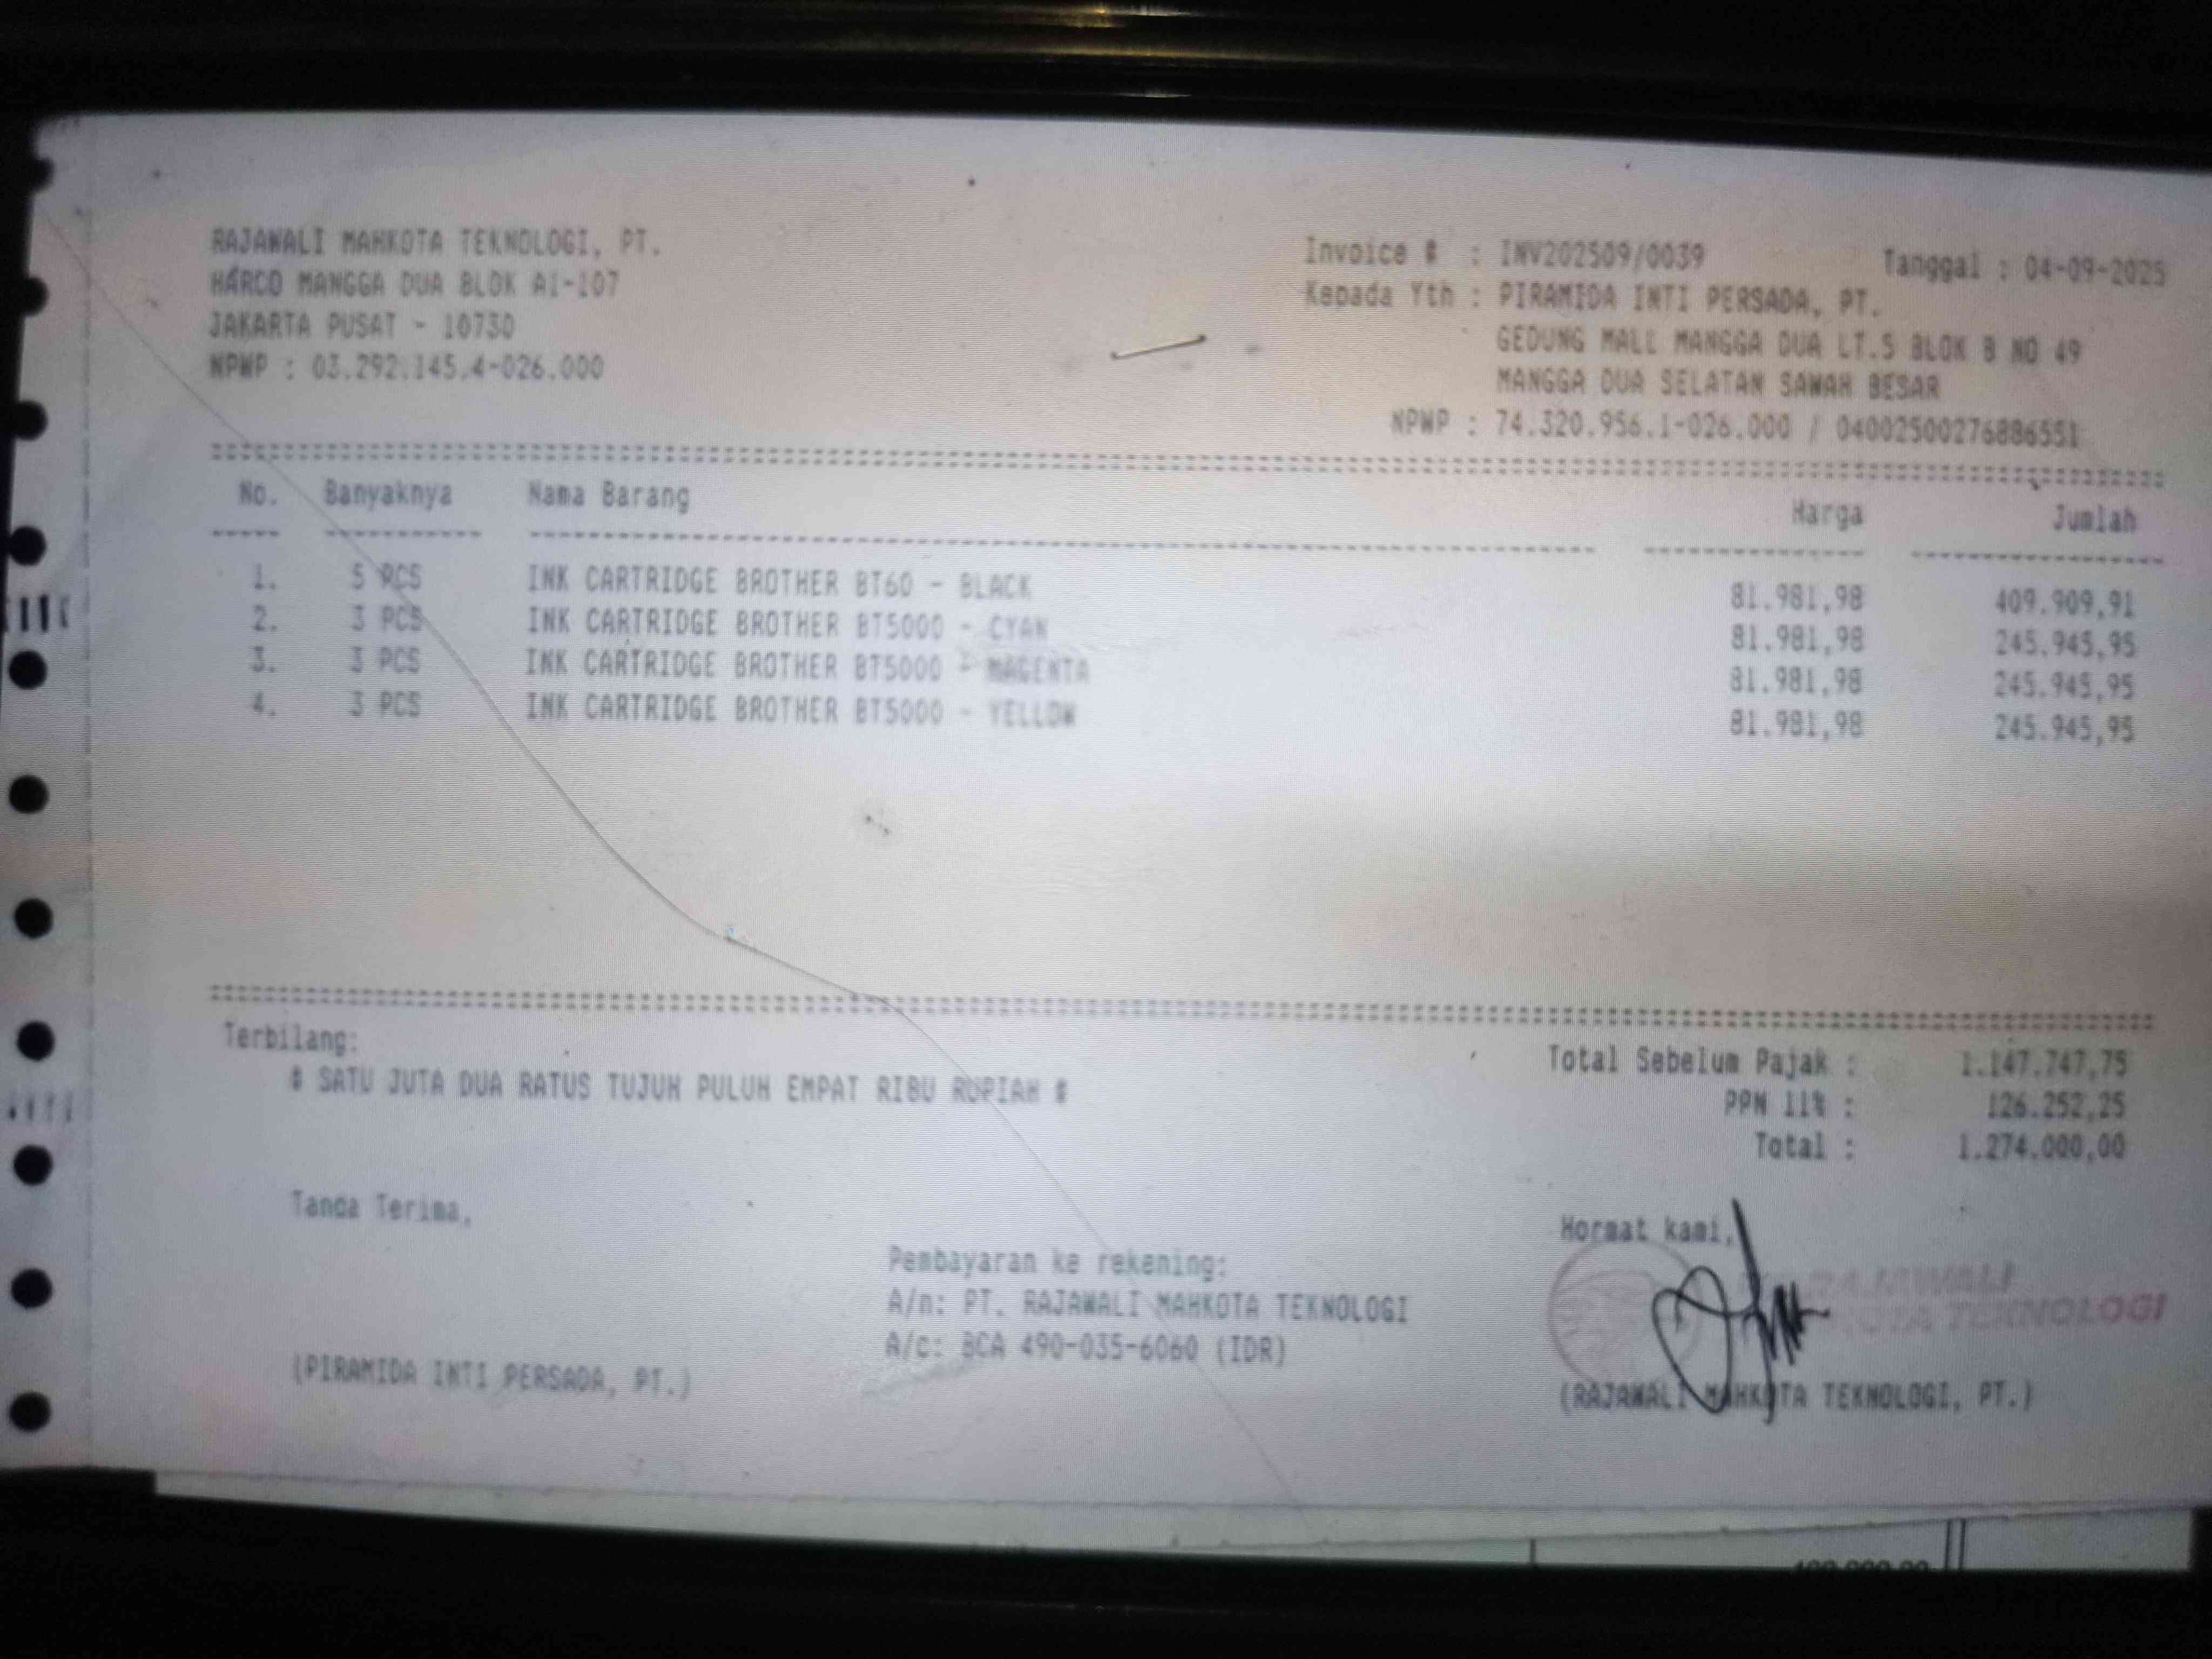 RAJAWALI MAHKOTA TEKNOLOGI, PT.
HARCO MANGGA DUA BLOK A1-107
JAKARTA PUSAT - 10730
NPWP : 03.292.145.4-026.000
Invoice # : INV202509/0039 Tanggal : 04-09-2025
Kepada Yth : PIRAMIDA INTI PERSADA, PT.
GEDUNG MALL MANGGA DUA LT.5 BLOK B NO 49
MANGGA DUA SELATAN SAWAH BESAR
NPWP : 74.320.956.1-026.000 / 04002500276886551
No. Banyaknya Nama Barang Harga Jumlah
1. 5 PCS INK CARTRIDGE BROTHER BT60 - BLACK 81.981,98 409.909,91
2. 3 PCS INK CARTRIDGE BROTHER BT5000 - CYAN 81.981,98 245.945,95
3. 3 PCS INK CARTRIDGE BROTHER BT5000 - MAGENTA 81.981,98 245.945,95
4. 3 PCS INK CARTRIDGE BROTHER BT5000 - YELLOW 81.981,98 245.945,95
Terbilang:
# SATU JUTA DUA RATUS TUJUH PULUH EMPAT RIBU RUPIAH #
Total Sebelum Pajak : 1.147.747,75
PPN 11% : 126.252,25
Total : 1.274.000,00
Tanda Terima,
(PIRAMIDA INTI PERSADA, PT.)
Pembayaran ke rekening:
A/n: PT. RAJAWALI MAHKOTA TEKNOLOGI
A/c: BCA 490-035-6060 (IDR)
Hormat kami,
RAJAWALI
TEKNOLOGI
(RAJAWALI MAHKOTA TEKNOLOGI, PT.)